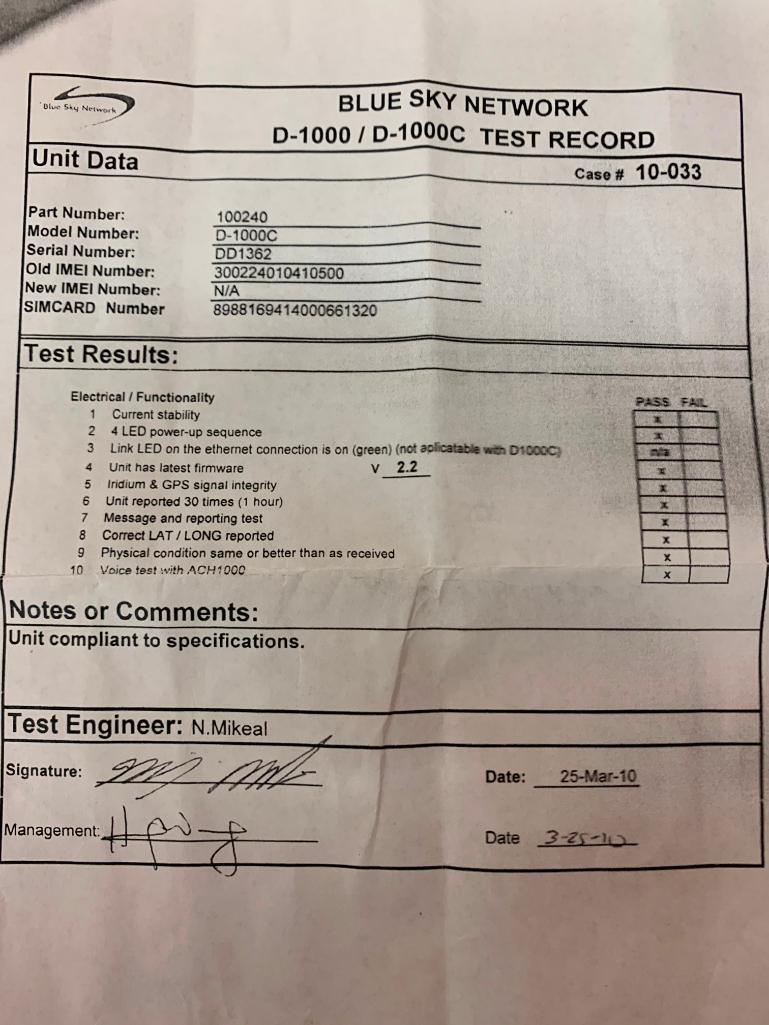 Blue Sky Network
BLUE SKY NETWORK
D-1000 / D-1000C TEST RECORD
Unit Data
Case # 10-033
Part Number: 100240
Model Number: D-1000C
Serial Number: DD1362
Old IMEI Number: 300224010410500
New IMEI Number: N/A
SIMCARD Number 8988169414000661320
Test Results:
Electrical / Functionality PASS FAIL
1 Current stability x
2 4 LED power-up sequence x
3 Link LED on the ethernet connection is on (green) (not aplicatable with D1000C) n/a
4 Unit has latest firmware V 2.2 x
5 Iridium & GPS signal integrity x
6 Unit reported 30 times (1 hour) x
7 Message and reporting test x
8 Correct LAT / LONG reported x
9 Physical condition same or better than as received x
10 Voice test with ACH1000 x
Notes or Comments:
Unit compliant to specifications.
Test Engineer: N.Mikeal
Signature: Date: 25-Mar-10
Management: Date 3-25-10